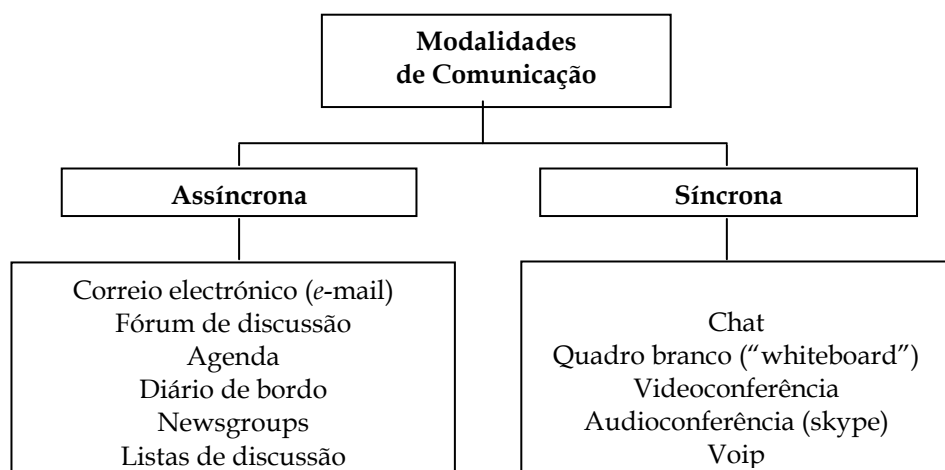 Modalidades
de Comunicação
Assíncrona
Síncrona
Correio electrónico (e-mail)
Fórum de discussão
Agenda
Diário de bordo
Newsgroups
Listas de discussão
Chat
Quadro branco (“whiteboard”)
Videoconferência
Audioconferência (skype)
Voip